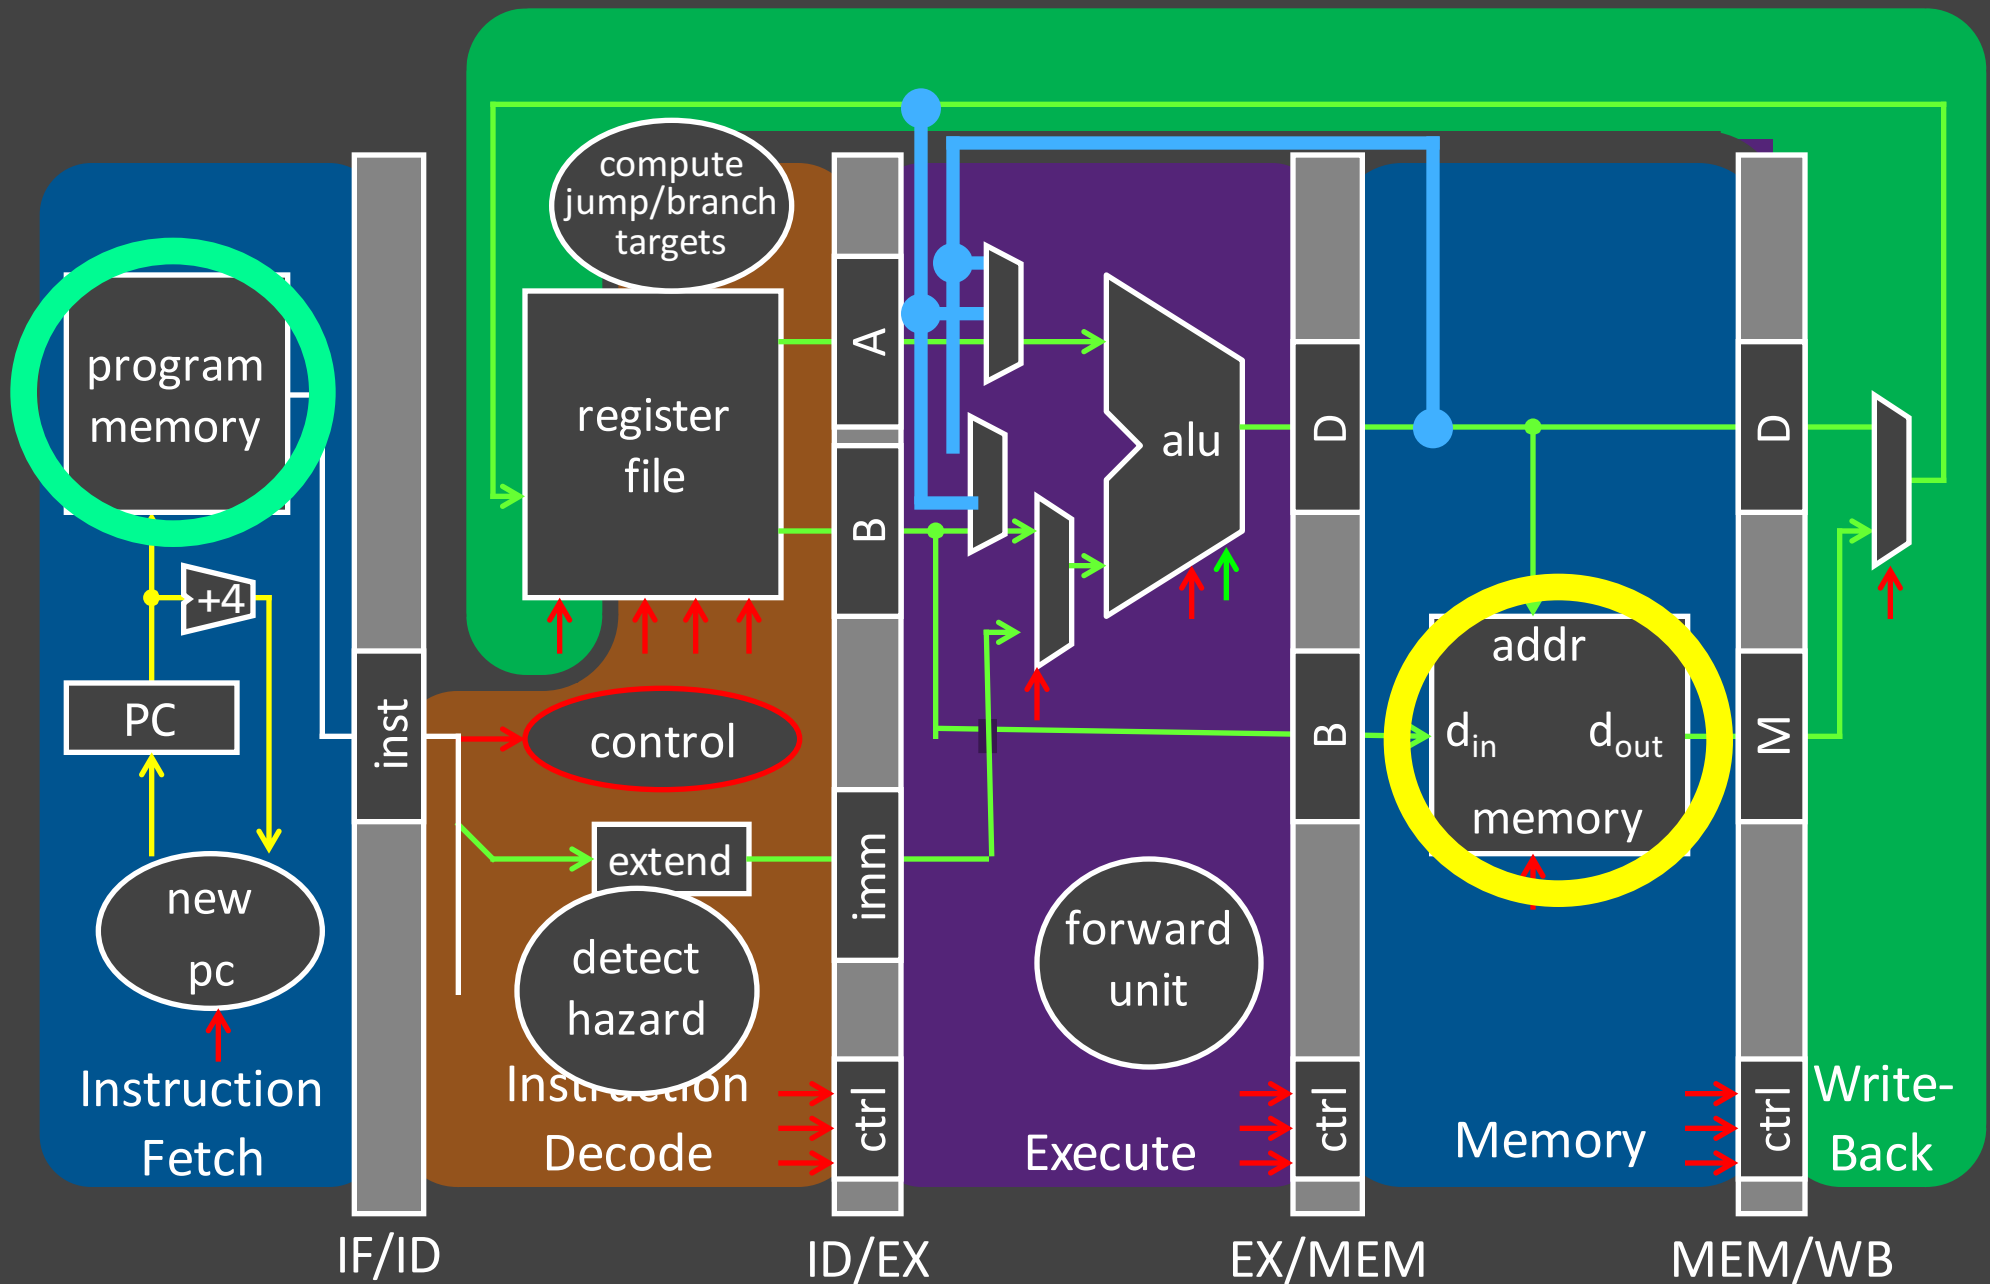 compute
jump/branch
targets
program
memory
register
file
A
B
alu
D
D
+4
PC
inst
control
addr
d_in
d_out
memory
B
M
new
pc
extend
imm
detect
hazard
forward
unit
Instruction
Fetch
Instruction
Decode
ctrl
Execute
ctrl
Memory
ctrl
Write-
Back
IF/ID
ID/EX
EX/MEM
MEM/WB